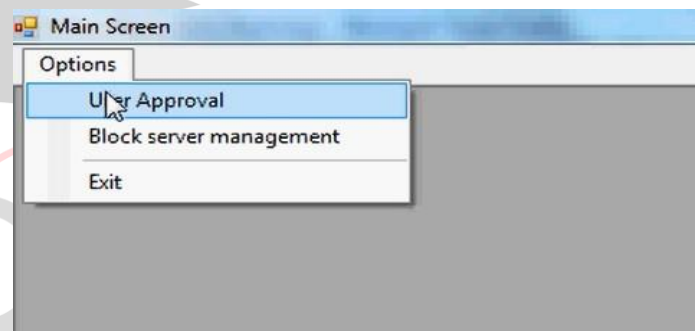 Main Screen
Options
User Approval
Block server management
Exit